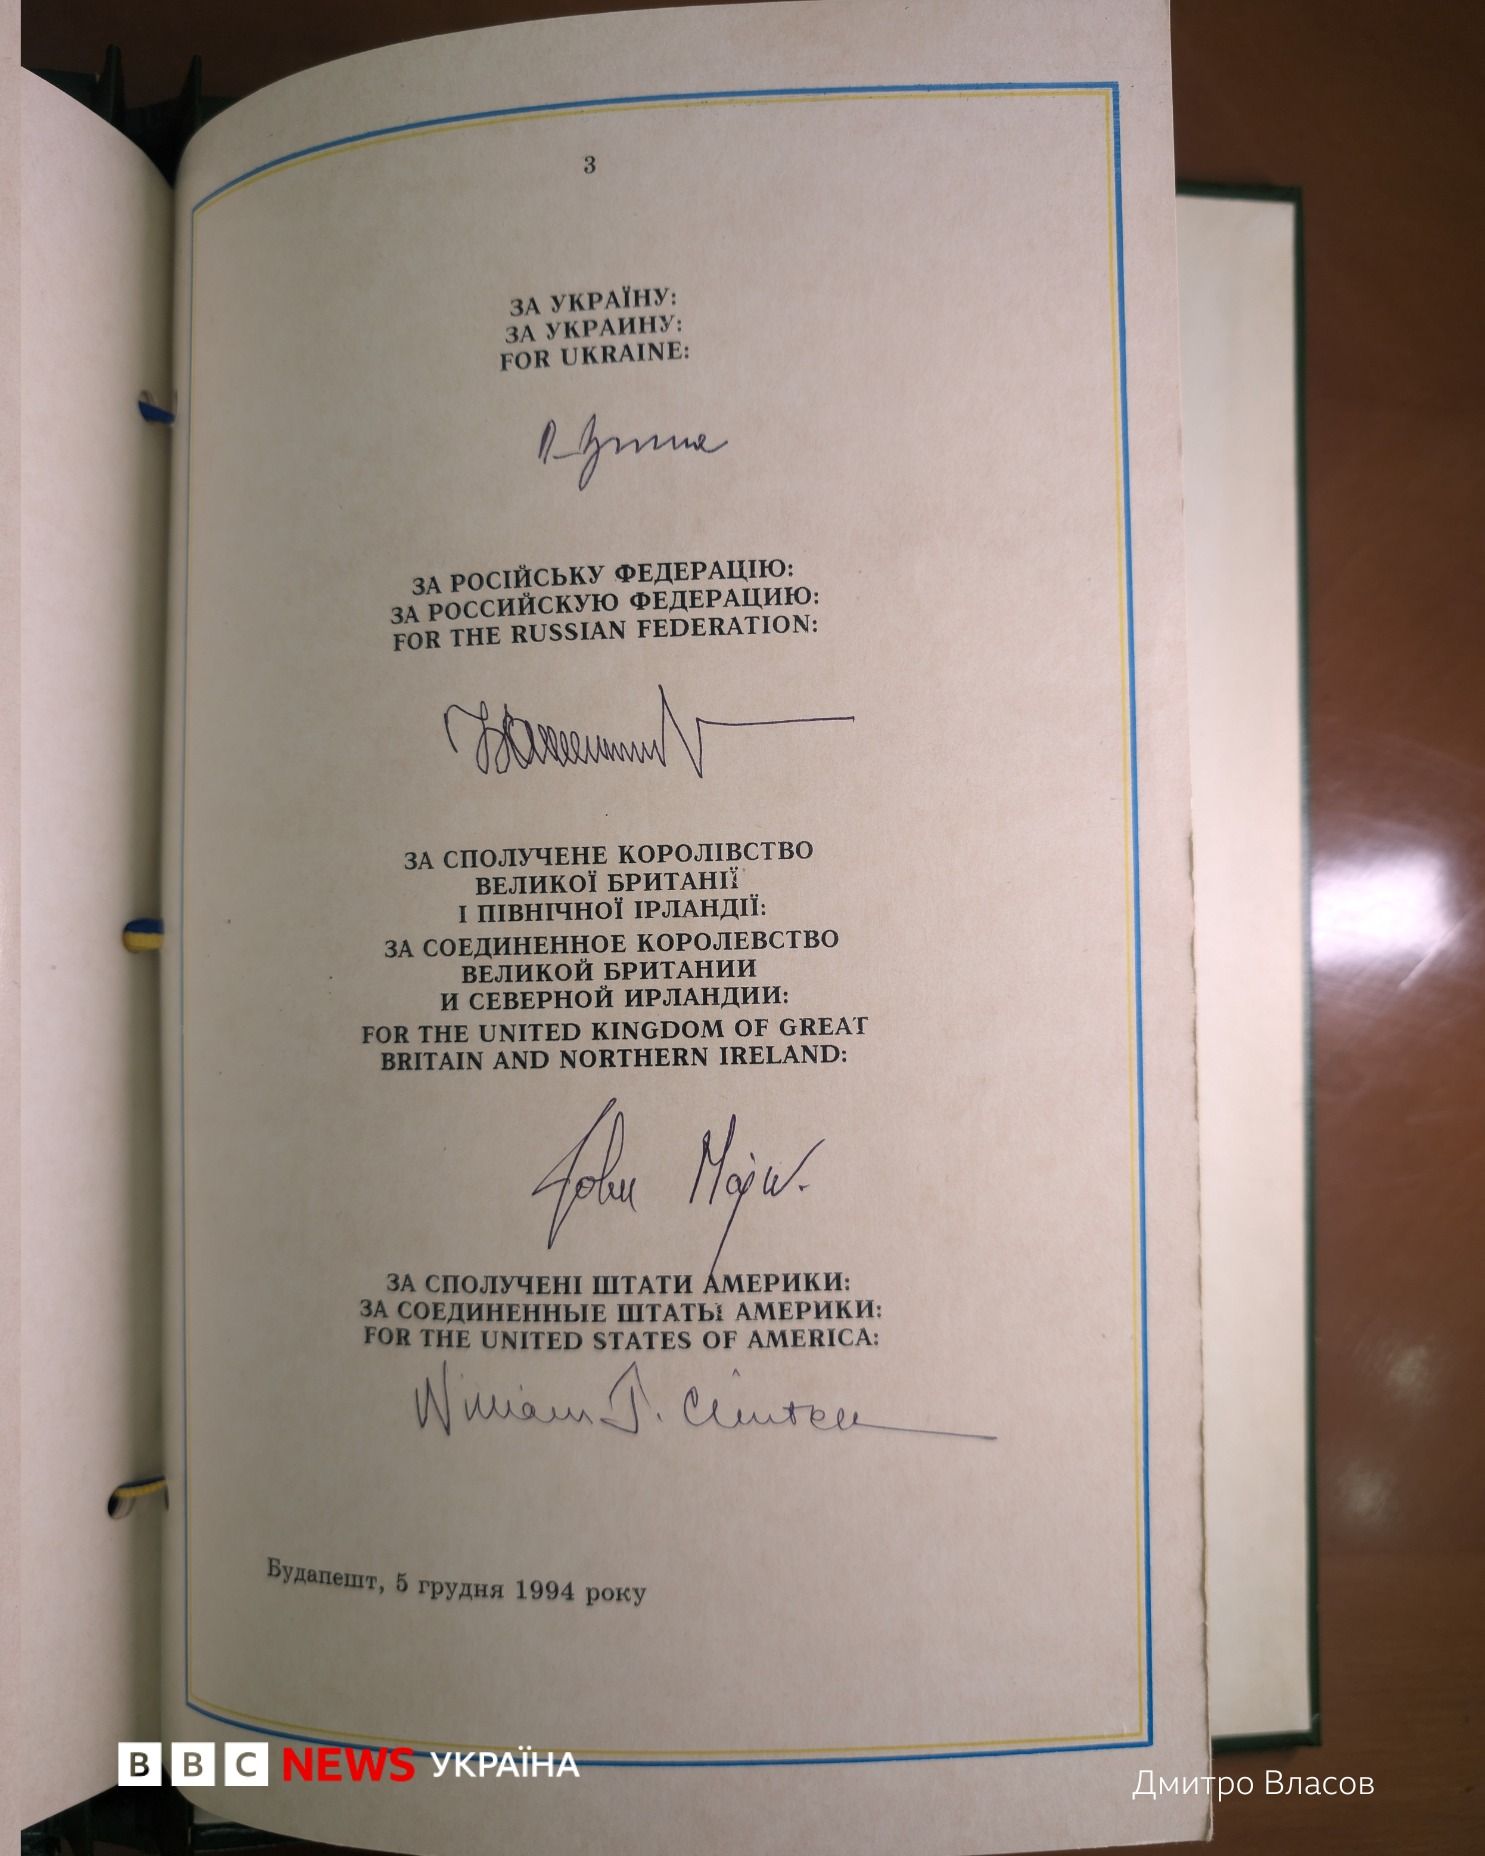 3
ЗА УКРАЇНУ:
ЗА УКРАИНУ:
FOR UKRAINE:
ЗА РОСІЙСЬКУ ФЕДЕРАЦІЮ:
ЗА РОССИЙСКУЮ ФЕДЕРАЦИЮ:
FOR THE RUSSIAN FEDERATION:
ЗА СПОЛУЧЕНЕ КОРОЛІВСТВО
ВЕЛИКОЇ БРИТАНІЇ
І ПІВНІЧНОЇ ІРЛАНДІЇ:
ЗА СОЕДИНЕННОЕ КОРОЛЕВСТВО
ВЕЛИКОЙ БРИТАНИИ
И СЕВЕРНОЙ ИРЛАНДИИ:
FOR THE UNITED KINGDOM OF GREAT
BRITAIN AND NORTHERN IRELAND:
John Major
ЗА СПОЛУЧЕНІ ШТАТИ АМЕРИКИ:
ЗА СОЕДИНЕННЫЕ ШТАТЫ АМЕРИКИ:
FOR THE UNITED STATES OF AMERICA:
William J. Clinton
Будапешт, 5 грудня 1994 року
BBC NEWS УКРАЇНА
Дмитро Власов